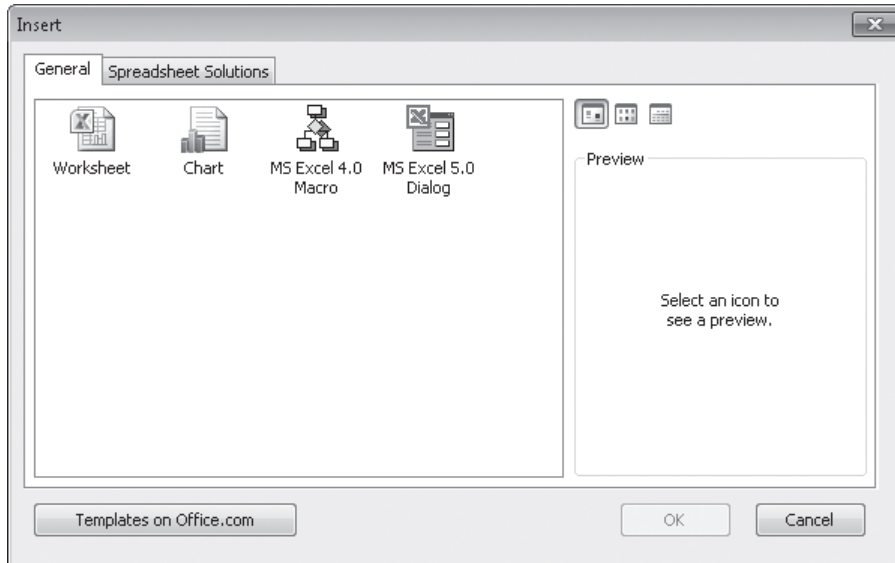 Insert
General Spreadsheet Solutions
Worksheet Chart MS Excel 4.0 Macro MS Excel 5.0 Dialog
Preview
Select an icon to
see a preview.
Templates on Office.com OK Cancel